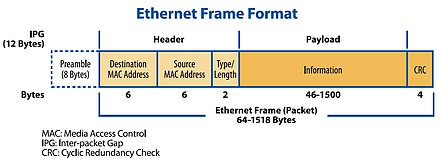 Ethernet Frame Format
IPG
(12 Bytes)
Header
Payload
Preamble
(8 Bytes)
Destination
MAC Address
Source
MAC Address
Type/
Length
Information
CRC
Bytes
6
6
2
46-1500
4
Ethernet Frame (Packet)
64-1518 Bytes
MAC: Media Access Control
IPG: Inter-packet Gap
CRC: Cyclic Redundancy Check